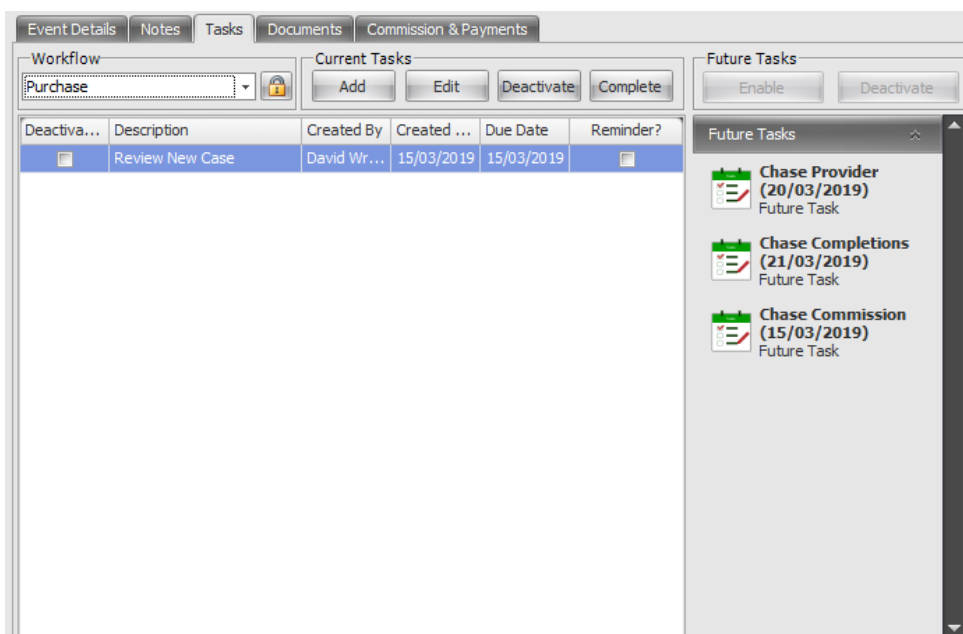 Event Details Notes Tasks Documents Commission & Payments
Workflow Current Tasks Future Tasks
Purchase Add Edit Deactivate Complete Enable Deactivate
Deactiva... Description Created By Created ... Due Date Reminder?
Review New Case David Wr... 15/03/2019 15/03/2019
Future Tasks
Chase Provider
(20/03/2019)
Future Task
Chase Completions
(21/03/2019)
Future Task
Chase Commission
(15/03/2019)
Future Task